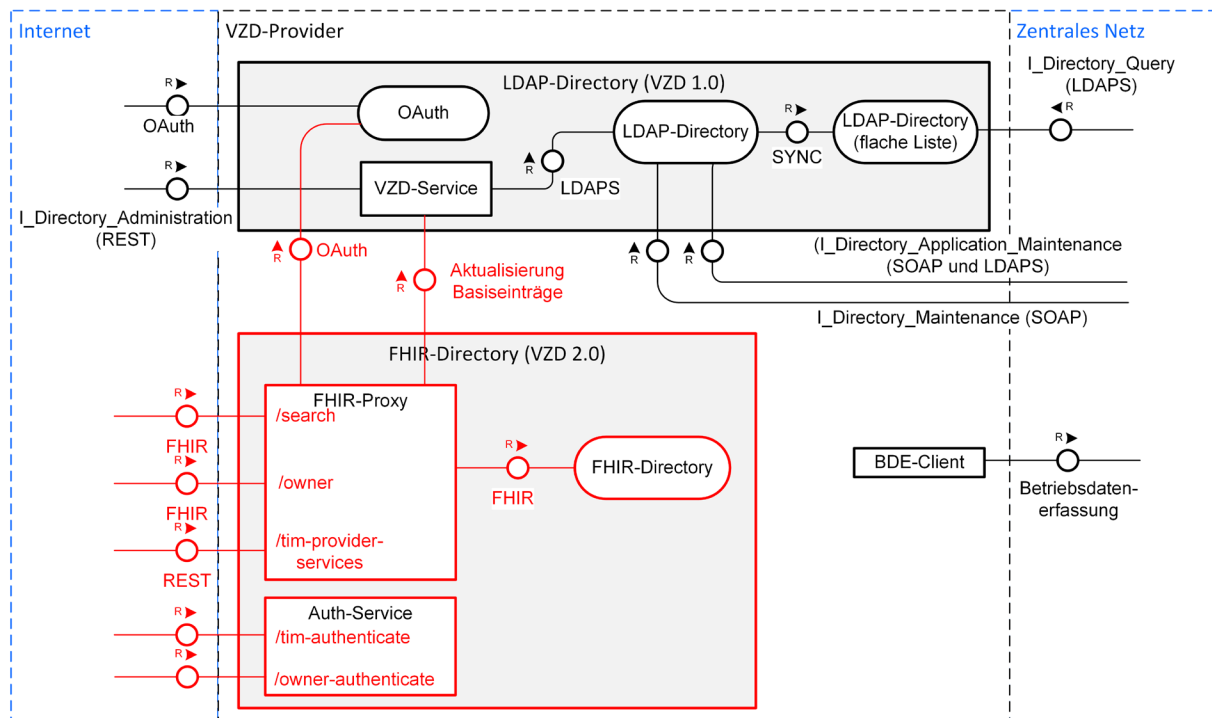 Internet
VZD-Provider
Zentrales Netz
LDAP-Directory (VZD 1.0)
I_Directory_Query
(LDAPS)
R
OAuth
OAuth
LDAP-Directory
R
SYNC
LDAP-Directory
(flache Liste)
R
R
I_Directory_Administration
(REST)
VZD-Service
R
LDAPS
R
OAuth
R
Aktualisierung
Basiseinträge
R
R
(I_Directory_Application_Maintenance
(SOAP und LDAPS)
I_Directory_Maintenance (SOAP)
FHIR-Directory (VZD 2.0)
FHIR-Proxy
R
FHIR
/search
R
FHIR
/owner
R
REST
/tim-provider-
services
R
FHIR
FHIR-Directory
BDE-Client
R
Betriebsdaten-
erfassung
Auth-Service
R
/tim-authenticate
R
/owner-authenticate